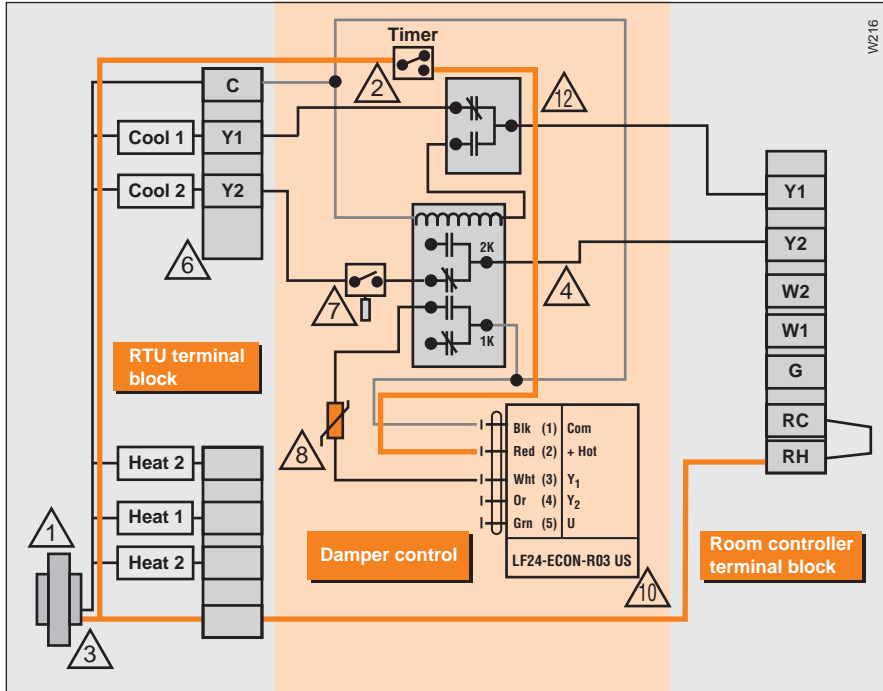 W216
Timer
2
12
C
Cool 1
Y1
Cool 2
Y2
6
7
2K
1K
4
Y1
Y2
W2
W1
G
RC
RH
RTU terminal
block
8
Blk (1) Com
Red (2) + Hot
Wht (3) Y₁
Or (4) Y₂
Grn (5) U
LF24-ECON-R03 US
10
Damper control
Room controller
terminal block
Heat 2
Heat 1
Heat 2
1
3